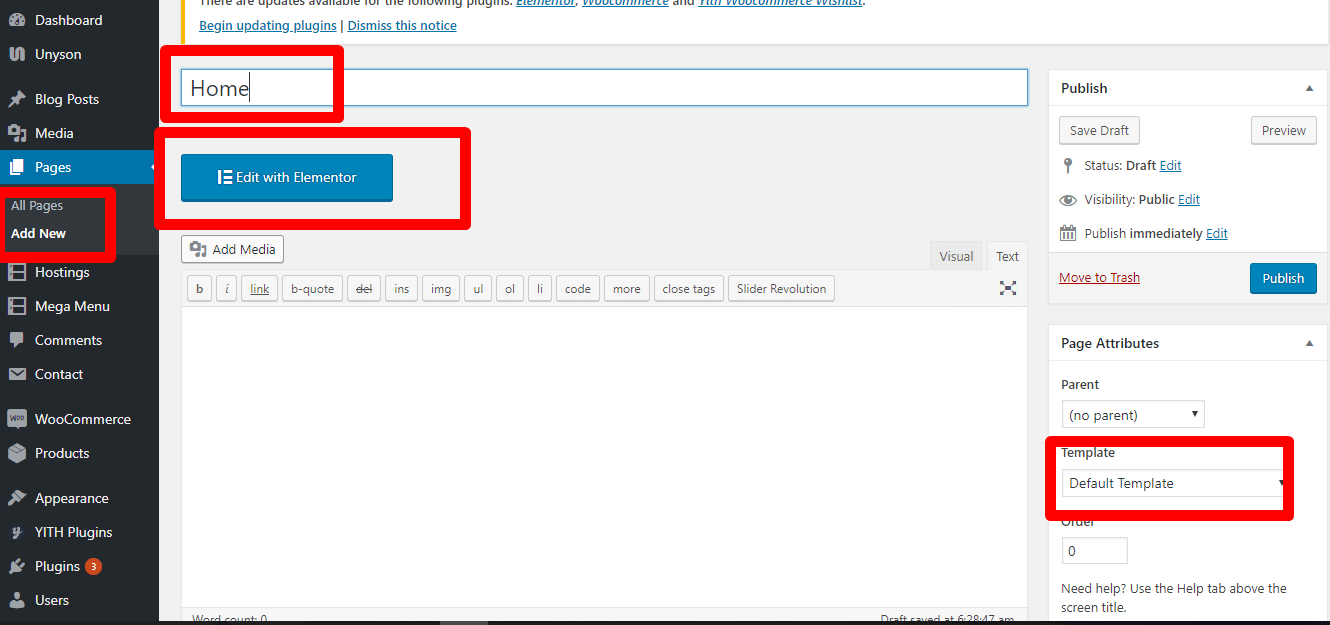 Dashboard
Unyson
Blog Posts
Media
Pages
All Pages
Add New
Hostings
Mega Menu
Comments
Contact
WOO WooCommerce
Products
Appearance
YITH Plugins
Plugins 3
Users
There are updates available for the following plugins: Elementor, Woocommerce and Yith Woocommerce Wishlist.
Begin updating plugins | Dismiss this notice
Home
Edit with Elementor
Add Media
Visual Text
b i link b-quote del ins img ul ol li code more close tags Slider Revolution
Word count: 0 Draft saved at 6:28:47 am.
Publish
Save Draft Preview
Status: Draft Edit
Visibility: Public Edit
Publish immediately Edit
Move to Trash Publish
Page Attributes
Parent
(no parent)
Template
Default Template
Order
0
Need help? Use the Help tab above the
screen title.